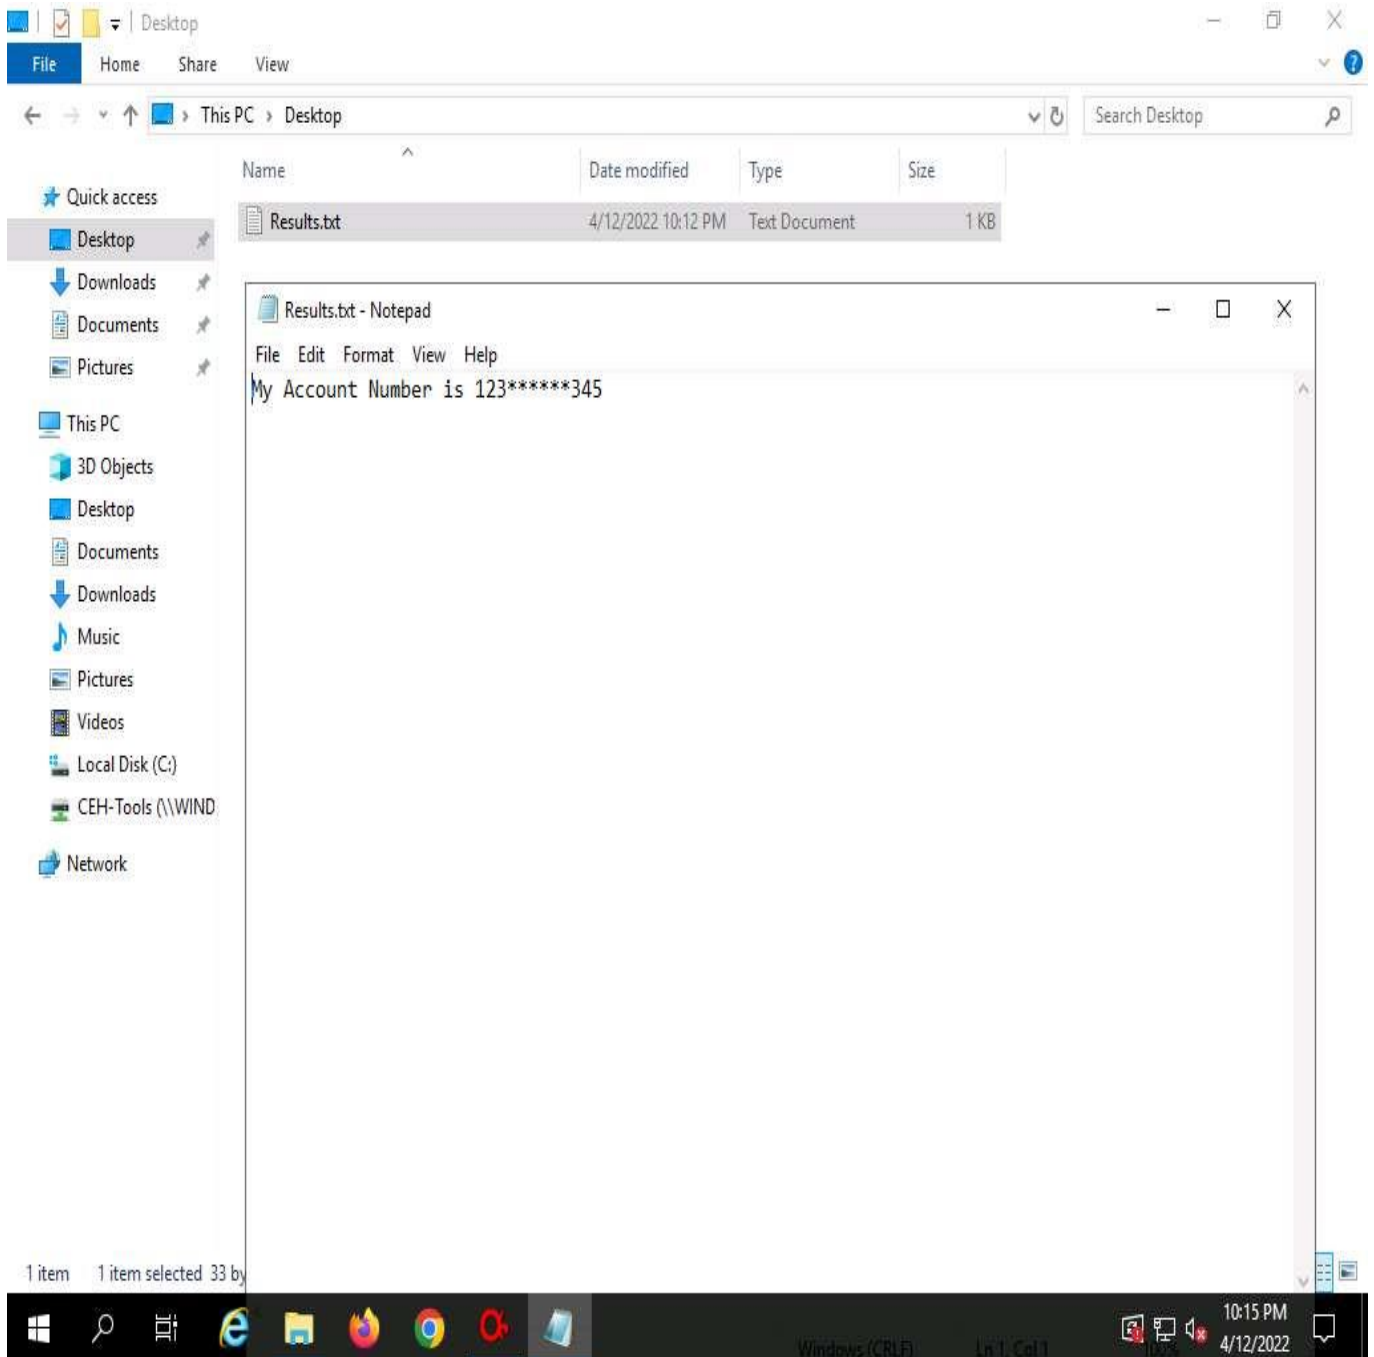 Desktop
File Home Share View
This PC > Desktop
Search Desktop
Name Date modified Type Size
Results.txt 4/12/2022 10:12 PM Text Document 1 KB
Quick access
Desktop
Downloads
Documents
Pictures
This PC
3D Objects
Desktop
Documents
Downloads
Music
Pictures
Videos
Local Disk (C:)
CEH-Tools (\\WIND
Network
Results.txt - Notepad
File Edit Format View Help
My Account Number is 123******345
1 item 1 item selected 33 by
Windows (CRLF) Ln 1, Col 1 100%
10:15 PM
4/12/2022